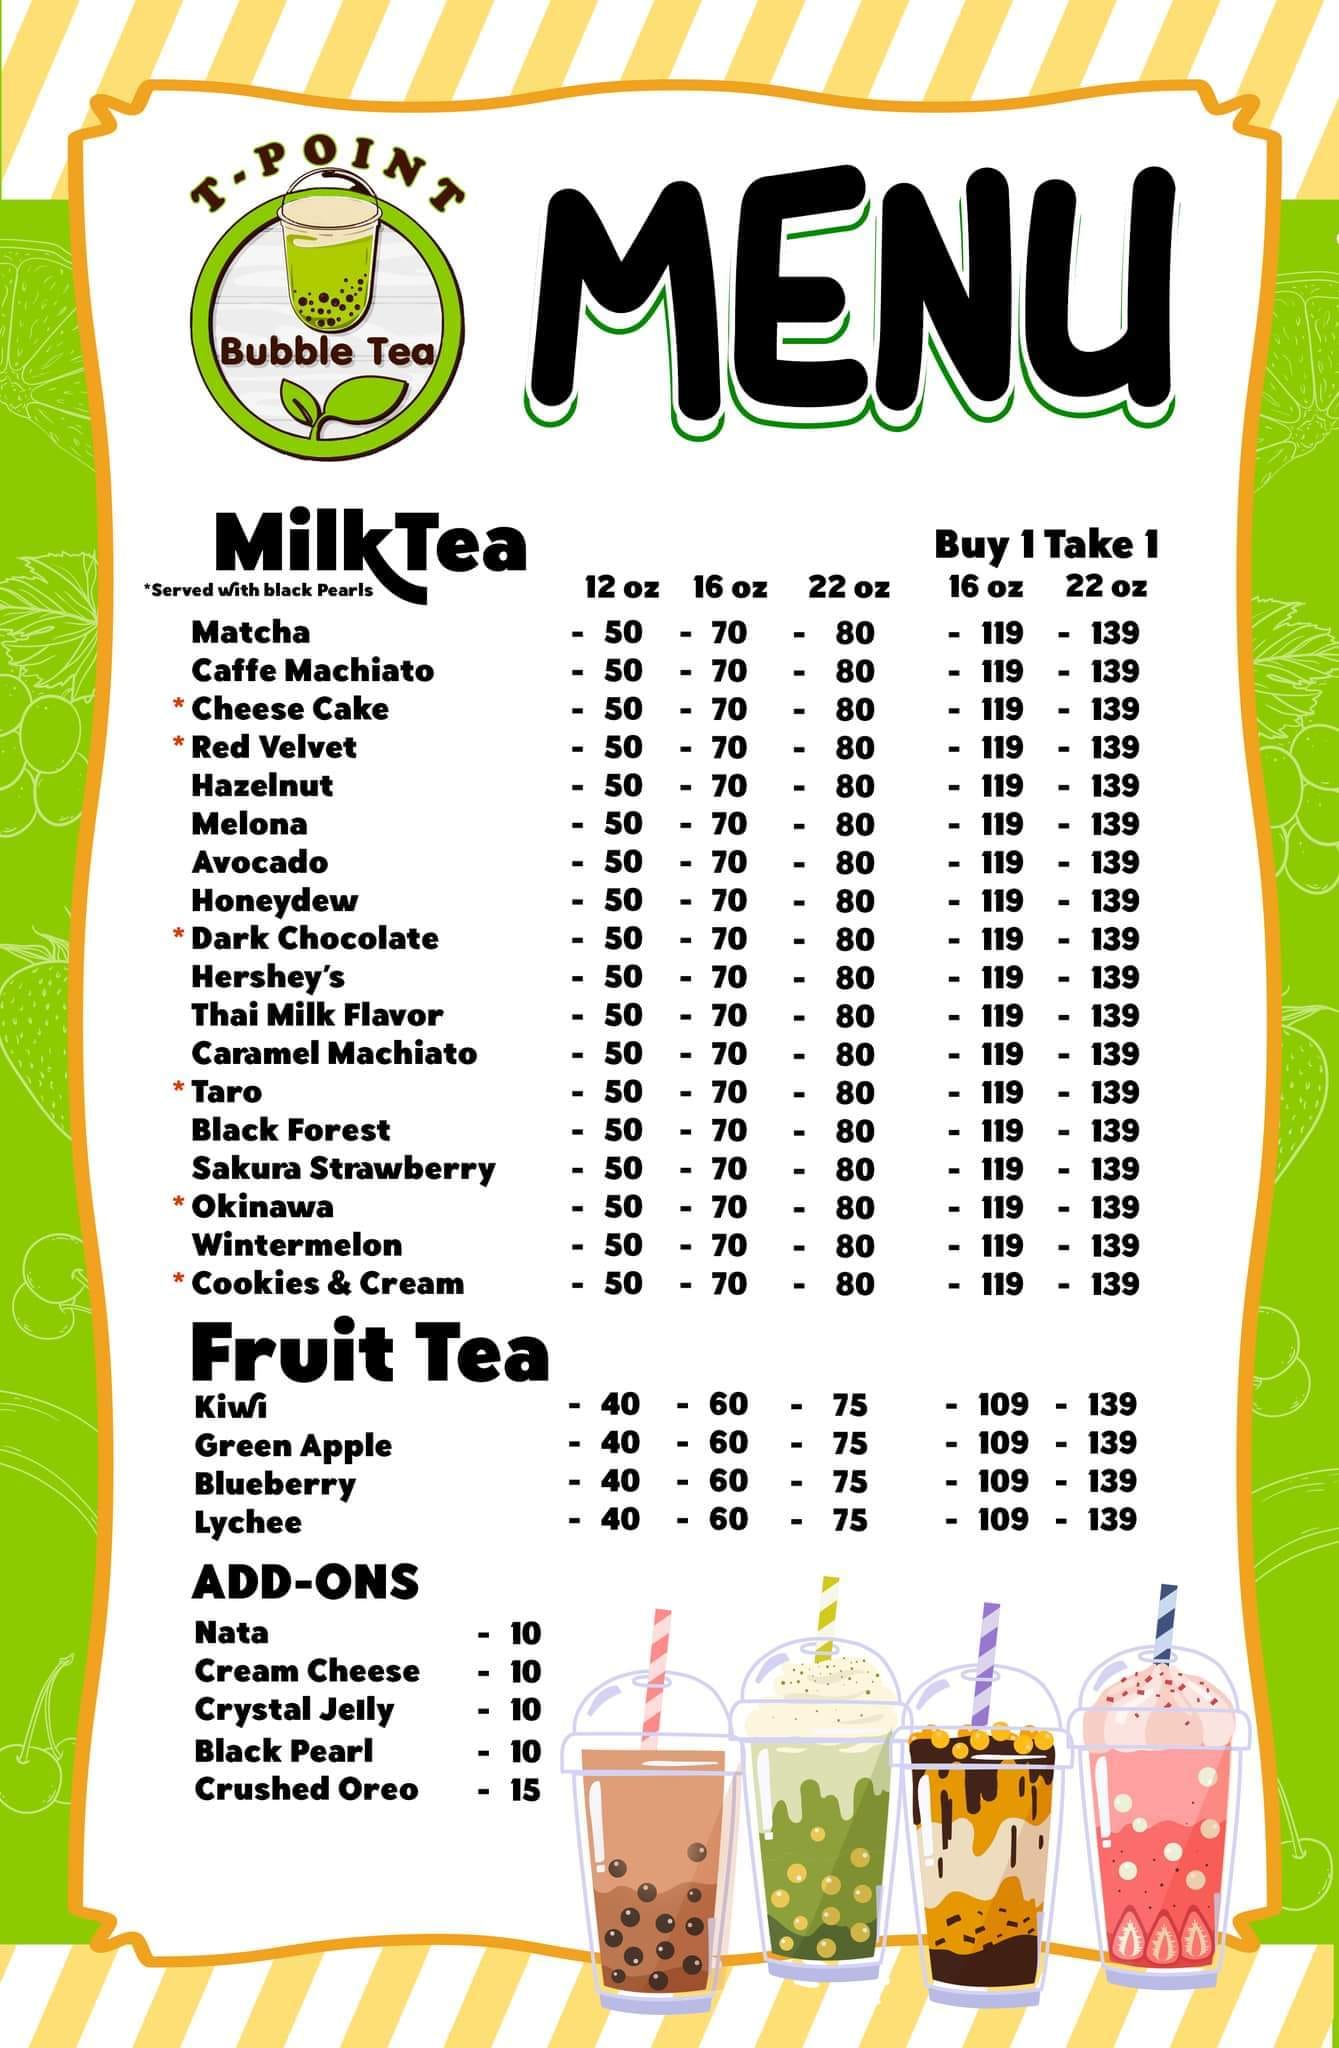 T-POINT
Bubble Tea
MENU
MilkTea
Buy 1 Take 1
*Served with black Pearls
12 oz 16 oz 22 oz 16 oz 22 oz
Matcha - 50 - 70 - 80 - 119 - 139
Caffe Machiato - 50 - 70 - 80 - 119 - 139
* Cheese Cake - 50 - 70 - 80 - 119 - 139
* Red Velvet - 50 - 70 - 80 - 119 - 139
Hazelnut - 50 - 70 - 80 - 119 - 139
Melona - 50 - 70 - 80 - 119 - 139
Avocado - 50 - 70 - 80 - 119 - 139
Honeydew - 50 - 70 - 80 - 119 - 139
* Dark Chocolate - 50 - 70 - 80 - 119 - 139
Hershey's - 50 - 70 - 80 - 119 - 139
Thai Milk Flavor - 50 - 70 - 80 - 119 - 139
Caramel Machiato - 50 - 70 - 80 - 119 - 139
* Taro - 50 - 70 - 80 - 119 - 139
Black Forest - 50 - 70 - 80 - 119 - 139
Sakura Strawberry - 50 - 70 - 80 - 119 - 139
* Okinawa - 50 - 70 - 80 - 119 - 139
Wintermelon - 50 - 70 - 80 - 119 - 139
* Cookies & Cream - 50 - 70 - 80 - 119 - 139
Fruit Tea
Kiwi - 40 - 60 - 75 - 109 - 139
Green Apple - 40 - 60 - 75 - 109 - 139
Blueberry - 40 - 60 - 75 - 109 - 139
Lychee - 40 - 60 - 75 - 109 - 139
ADD-ONS
Nata - 10
Cream Cheese - 10
Crystal Jelly - 10
Black Pearl - 10
Crushed Oreo - 15